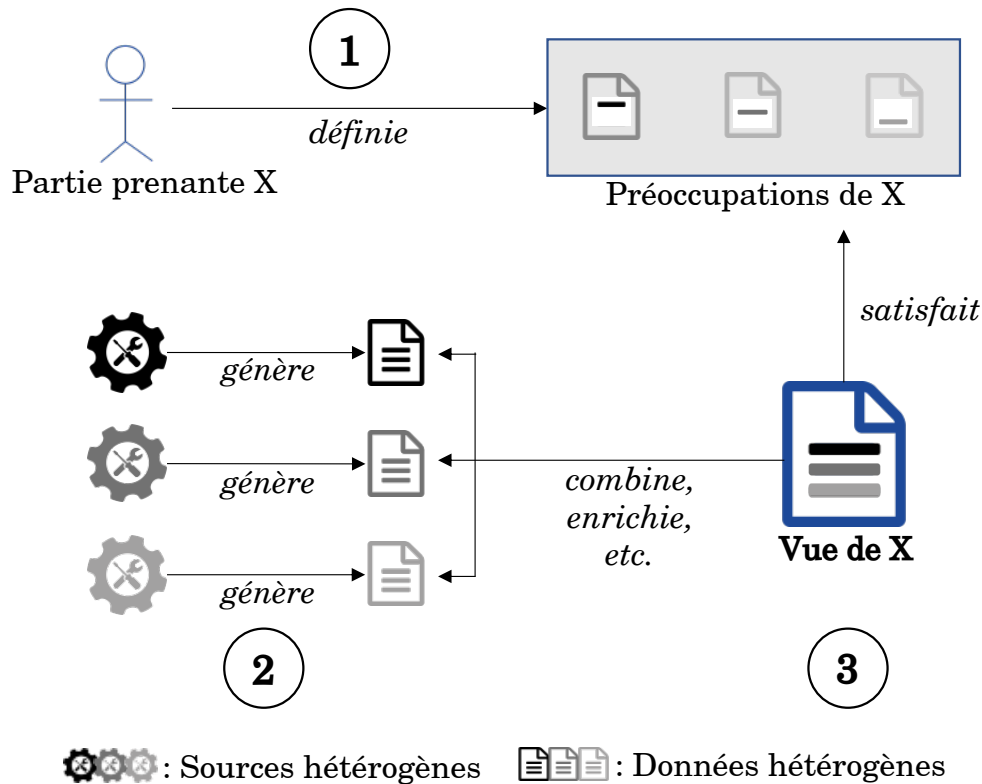 1
définie
Partie prenante X
Préoccupations de X
satisfait
génère
génère
génère
combine,
enrichie,
etc.
Vue de X
2
3
: Sources hétérogènes
: Données hétérogènes